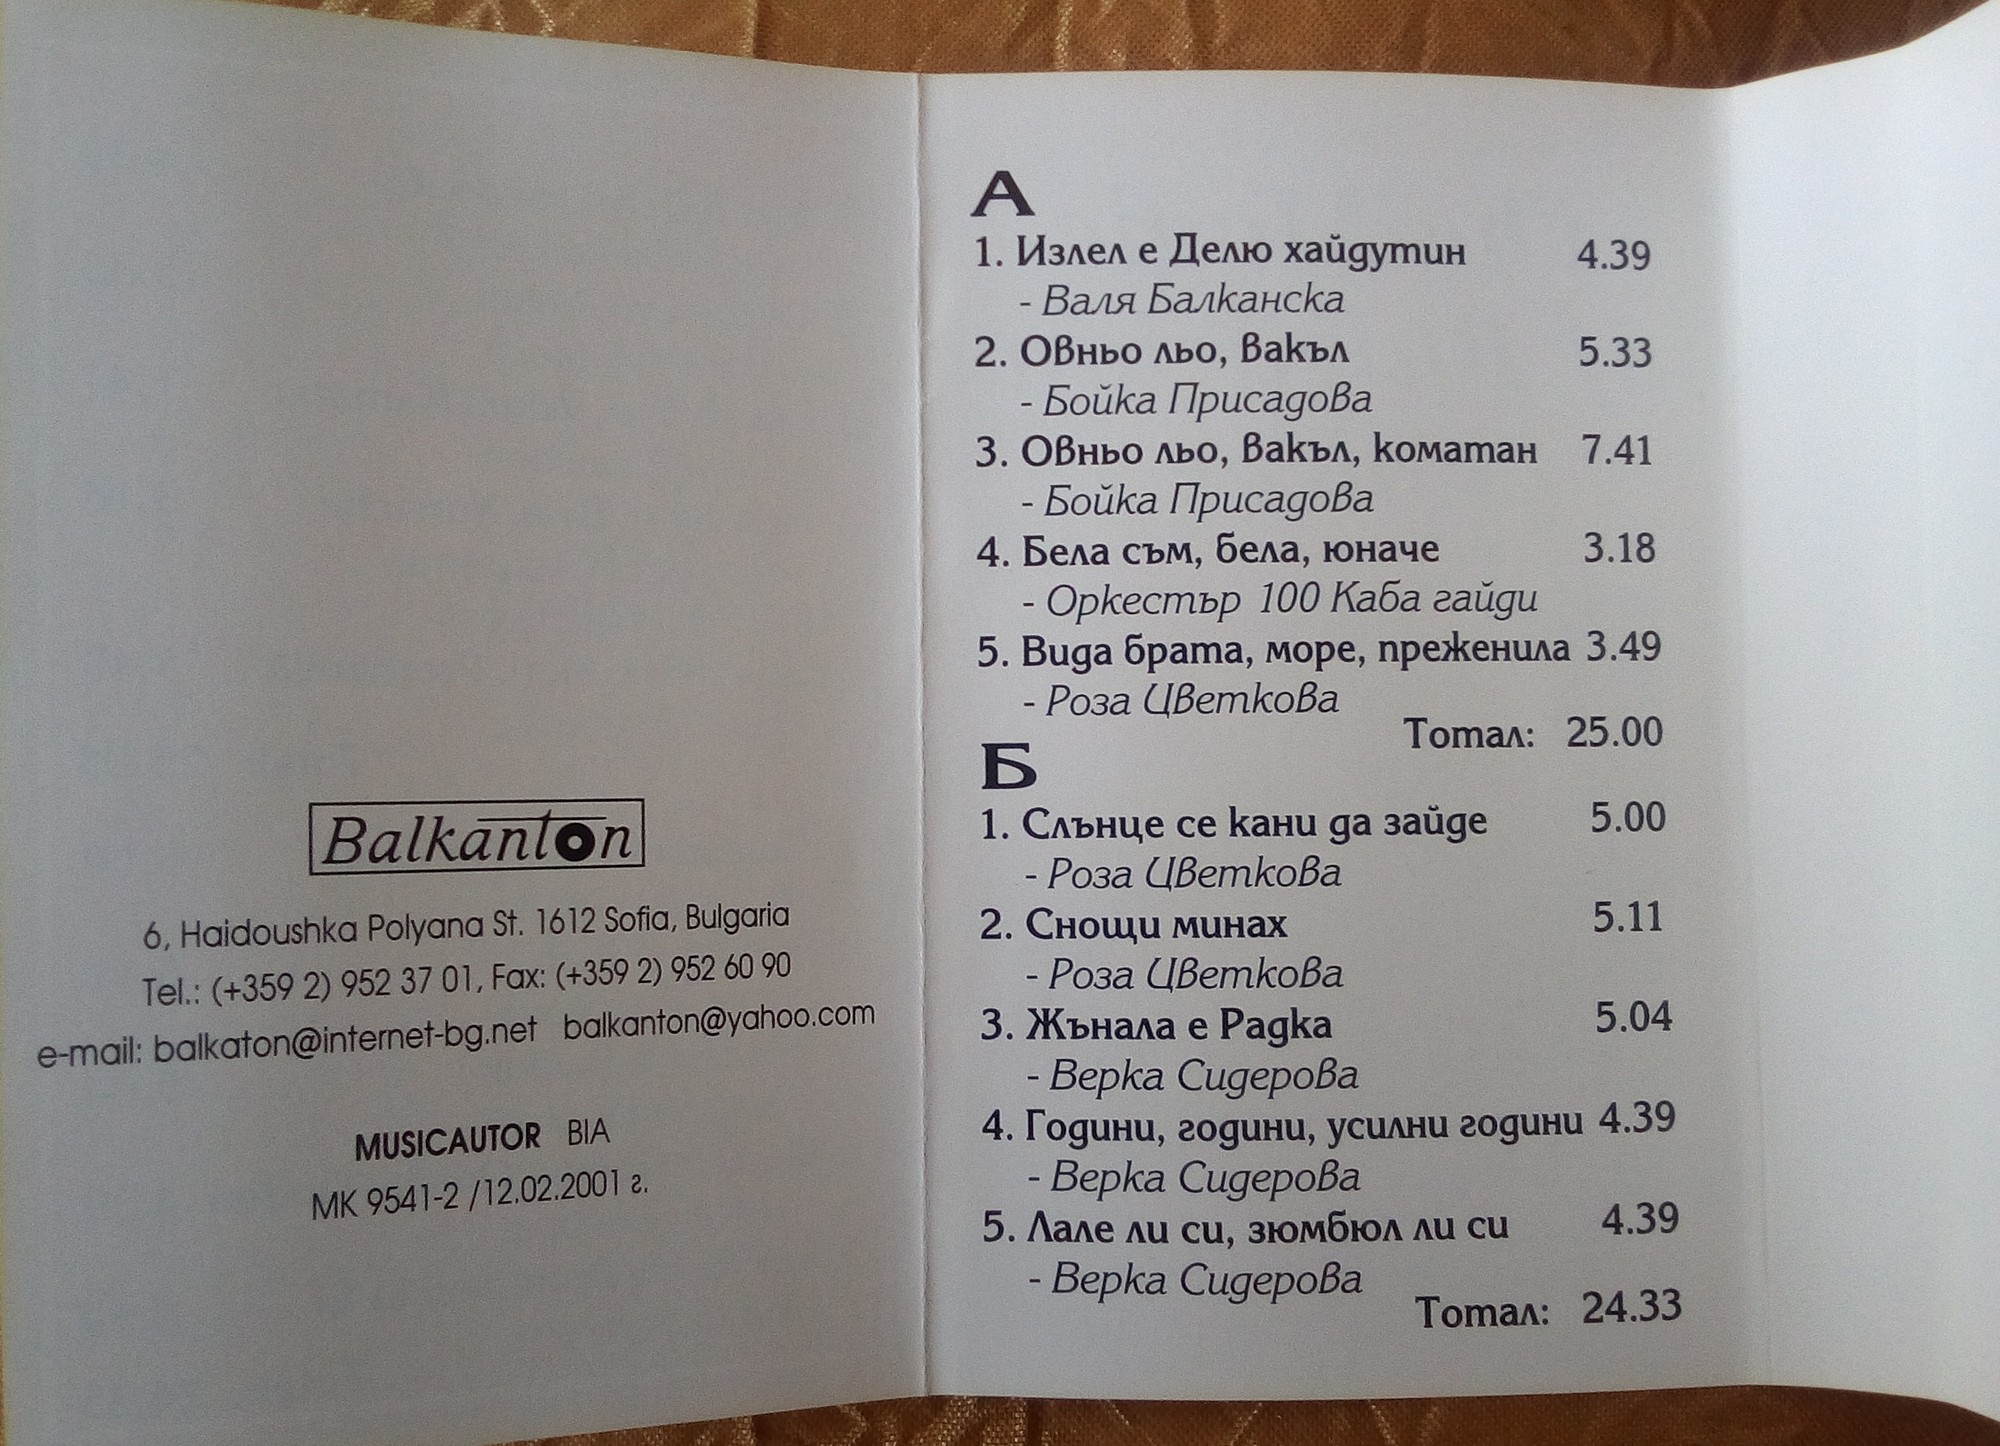 Balkanton
6, Haidoushka Polyana St. 1612 Sofia, Bulgaria
Tel.: (+359 2) 952 37 01, Fax: (+359 2) 952 60 90
e-mail: balkaton@internet-bg.net balkanton@yahoo.com
MUSICAUTOR BIA
МК 9541-2 /12.02.2001 г.
А
1. Излел е Делю хайдутин 4.39
- Валя Балканска
2. Овньо льо, вакъл 5.33
- Бойка Присадова
3. Овньо льо, вакъл, коматан 7.41
- Бойка Присадова
4. Бела съм, бела, юначе 3.18
- Оркестър 100 Каба гайди
5. Вида брата, море, преженила 3.49
- Роза Цветкова
Тотал: 25.00
Б
1. Слънце се кани да зайде 5.00
- Роза Цветкова
2. Снощи минах 5.11
- Роза Цветкова
3. Жънала е Радка 5.04
- Верка Сидерова
4. Години, години, усилни години 4.39
- Верка Сидерова
5. Лале ли си, зюмбюл ли си 4.39
- Верка Сидерова
Тотал: 24.33